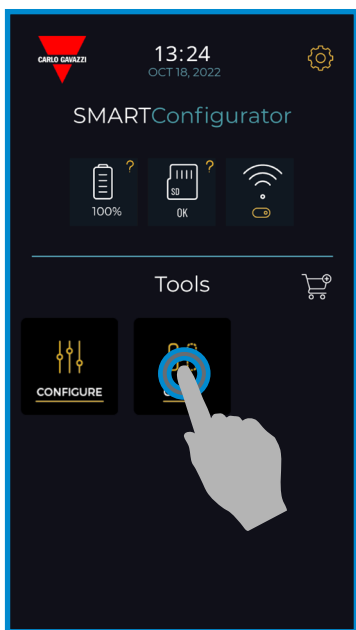 CARLO GAVAZZI
13:24
OCT 18, 2022
SMARTConfigurator
? ?
SD
100% OK
Tools
CONFIGURE